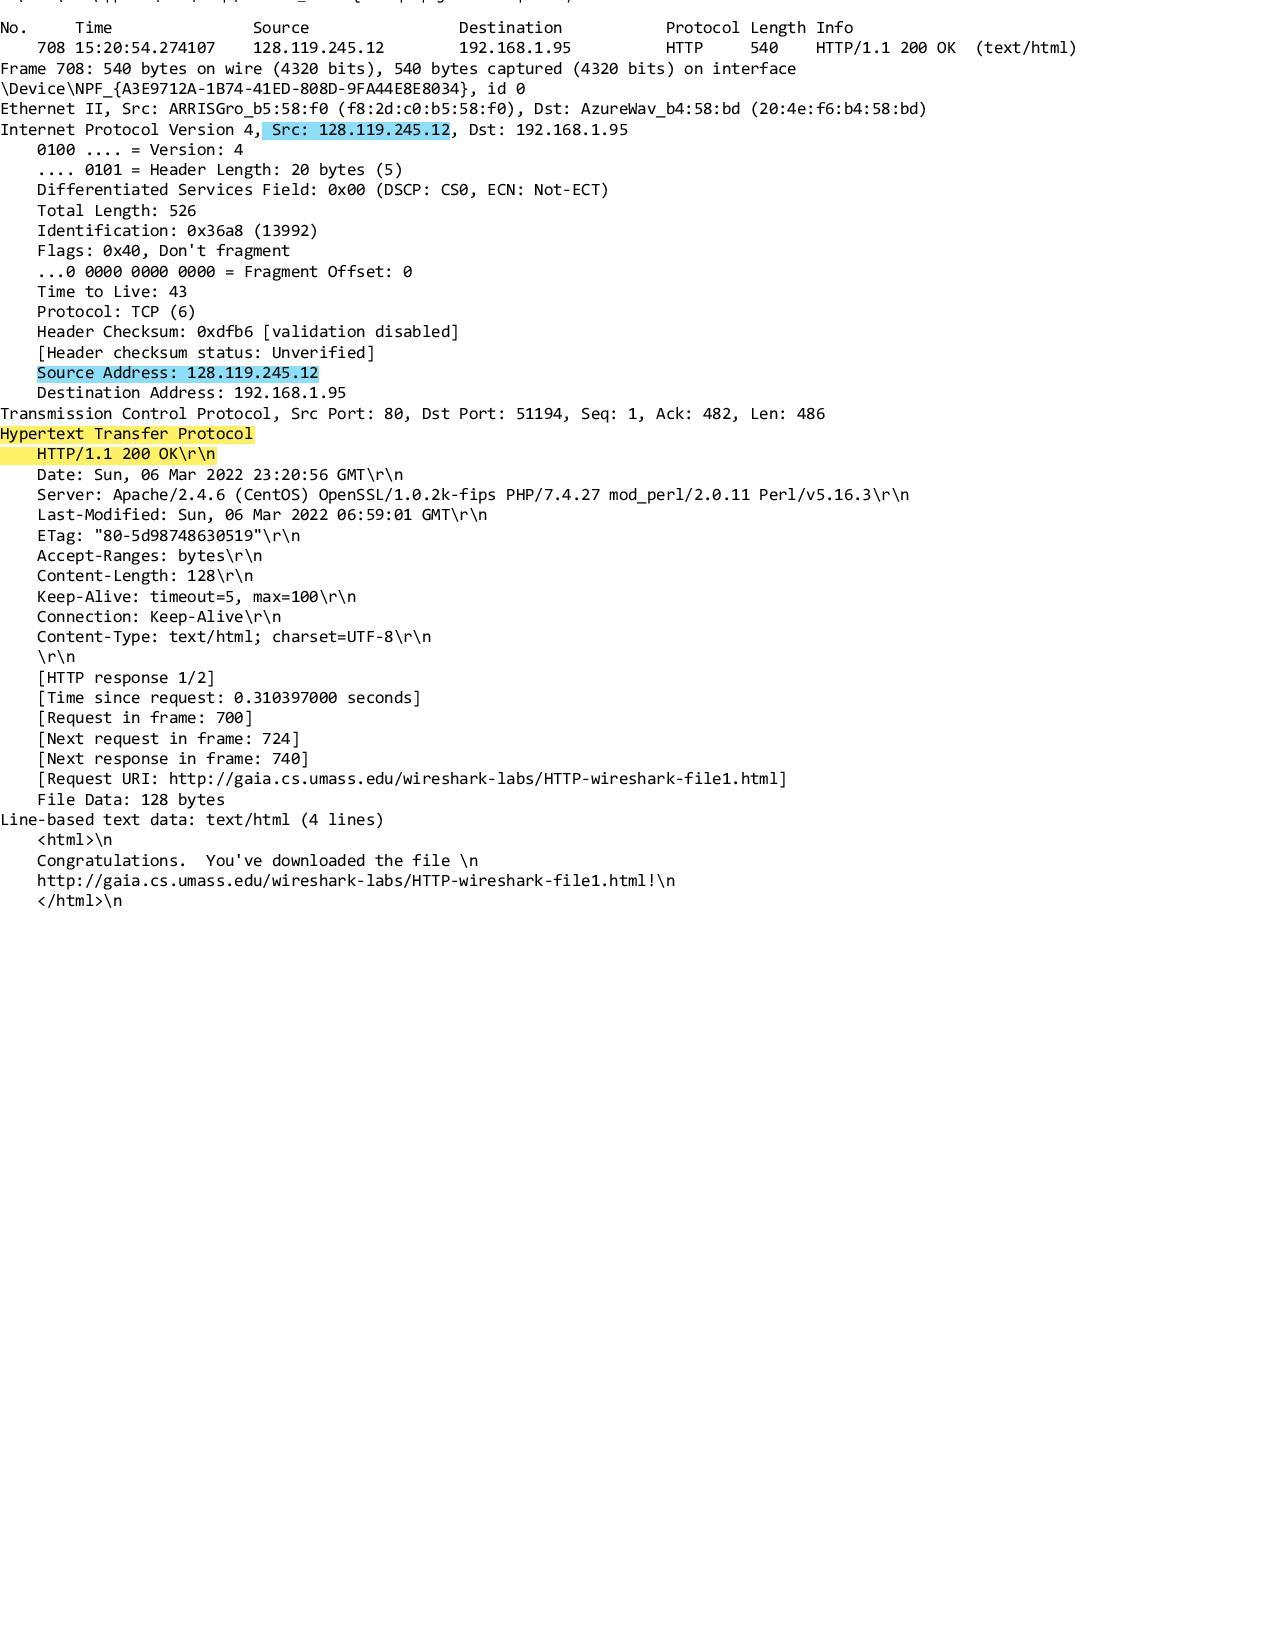 No.     Time               Source                Destination           Protocol Length Info
    708 15:20:54.274107    128.119.245.12        192.168.1.95          HTTP     540    HTTP/1.1 200 OK  (text/html)
Frame 708: 540 bytes on wire (4320 bits), 540 bytes captured (4320 bits) on interface
\Device\NPF_{A3E9712A-1B74-41ED-808D-9FA44E8E8034}, id 0
Ethernet II, Src: ARRISGro_b5:58:f0 (f8:2d:c0:b5:58:f0), Dst: AzureWav_b4:58:bd (20:4e:f6:b4:58:bd)
Internet Protocol Version 4, Src: 128.119.245.12, Dst: 192.168.1.95
    0100 .... = Version: 4
    .... 0101 = Header Length: 20 bytes (5)
    Differentiated Services Field: 0x00 (DSCP: CS0, ECN: Not-ECT)
    Total Length: 526
    Identification: 0x36a8 (13992)
    Flags: 0x40, Don't fragment
    ...0 0000 0000 0000 = Fragment Offset: 0
    Time to Live: 43
    Protocol: TCP (6)
    Header Checksum: 0xdfb6 [validation disabled]
    [Header checksum status: Unverified]
    Source Address: 128.119.245.12
    Destination Address: 192.168.1.95
Transmission Control Protocol, Src Port: 80, Dst Port: 51194, Seq: 1, Ack: 482, Len: 486
Hypertext Transfer Protocol
    HTTP/1.1 200 OK\r\n
    Date: Sun, 06 Mar 2022 23:20:56 GMT\r\n
    Server: Apache/2.4.6 (CentOS) OpenSSL/1.0.2k-fips PHP/7.4.27 mod_perl/2.0.11 Perl/v5.16.3\r\n
    Last-Modified: Sun, 06 Mar 2022 06:59:01 GMT\r\n
    ETag: "80-5d98748630519"\r\n
    Accept-Ranges: bytes\r\n
    Content-Length: 128\r\n
    Keep-Alive: timeout=5, max=100\r\n
    Connection: Keep-Alive\r\n
    Content-Type: text/html; charset=UTF-8\r\n
    \r\n
    [HTTP response 1/2]
    [Time since request: 0.310397000 seconds]
    [Request in frame: 700]
    [Next request in frame: 724]
    [Next response in frame: 740]
    [Request URI: http://gaia.cs.umass.edu/wireshark-labs/HTTP-wireshark-file1.html]
    File Data: 128 bytes
Line-based text data: text/html (4 lines)
    <html>\n
    Congratulations.  You've downloaded the file \n
    http://gaia.cs.umass.edu/wireshark-labs/HTTP-wireshark-file1.html!\n
    </html>\n